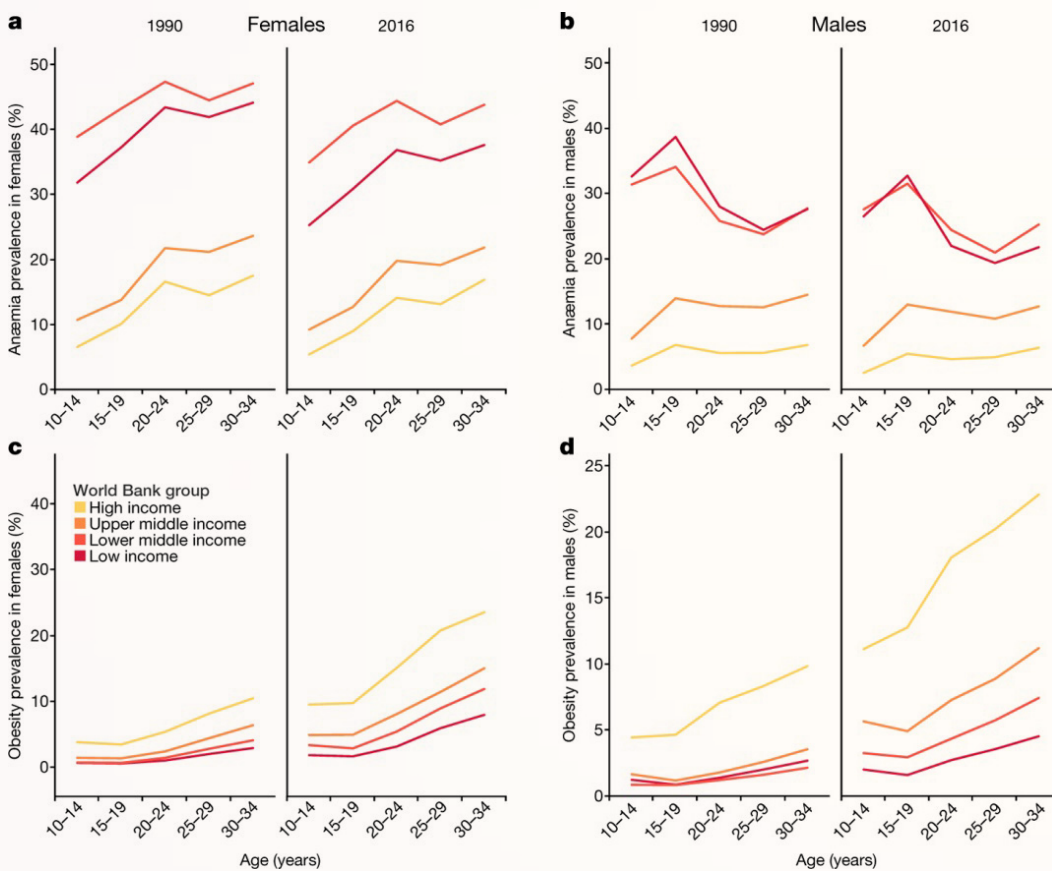 a 1990 Females 2016
Anæmia prevalence in females (%)
50
40
30
20
10
0
10–14 15–19 20–24 25–29 30–34 10–14 15–19 20–24 25–29 30–34
b 1990 Males 2016
Anæmia prevalence in males (%)
50
40
30
20
10
0
10–14 15–19 20–24 25–29 30–34 10–14 15–19 20–24 25–29 30–34
c
Obesity prevalence in females (%)
40
30
20
10
0
World Bank group
High income
Upper middle income
Lower middle income
Low income
10–14 15–19 20–24 25–29 30–34 10–14 15–19 20–24 25–29 30–34
Age (years)
d
Obesity prevalence in males (%)
25
20
15
10
5
0
10–14 15–19 20–24 25–29 30–34 10–14 15–19 20–24 25–29 30–34
Age (years)